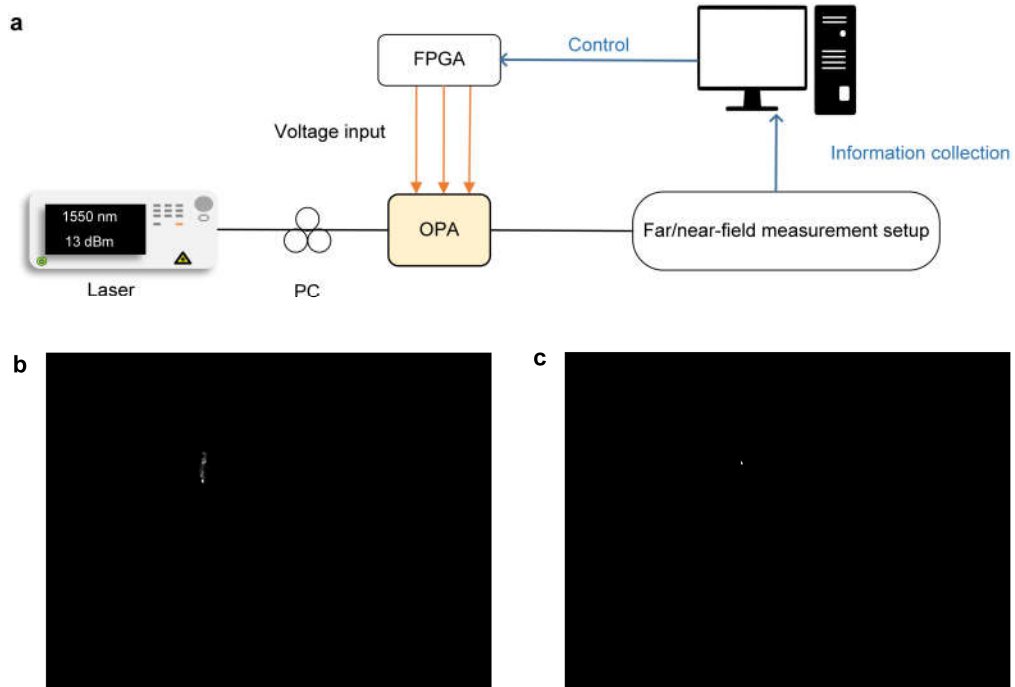 a
FPGA
Control
Voltage input
Information collection
1550 nm
13 dBm
OPA
Far/near-field measurement setup
Laser
PC
b
c